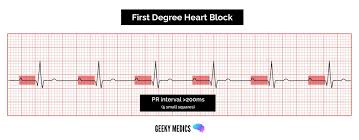 First Degree Heart Block
PR interval >200ms
(5 small squares)
GEEKY MEDICS